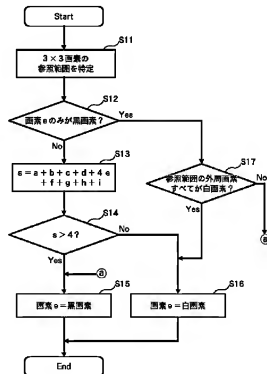 Start
S11
3×3画素の
参照範囲を特定
S12
画素eのみが黒画素?
Yes
No
S13
s=a+b+c+d+4e
+f+g+h+i
S17
参照範囲の外周画素
すべてが白画素?
No
Yes
ⓐ
S14
s>4?
No
Yes
ⓐ
S15
画素e=黒画素
S16
画素e=白画素
End